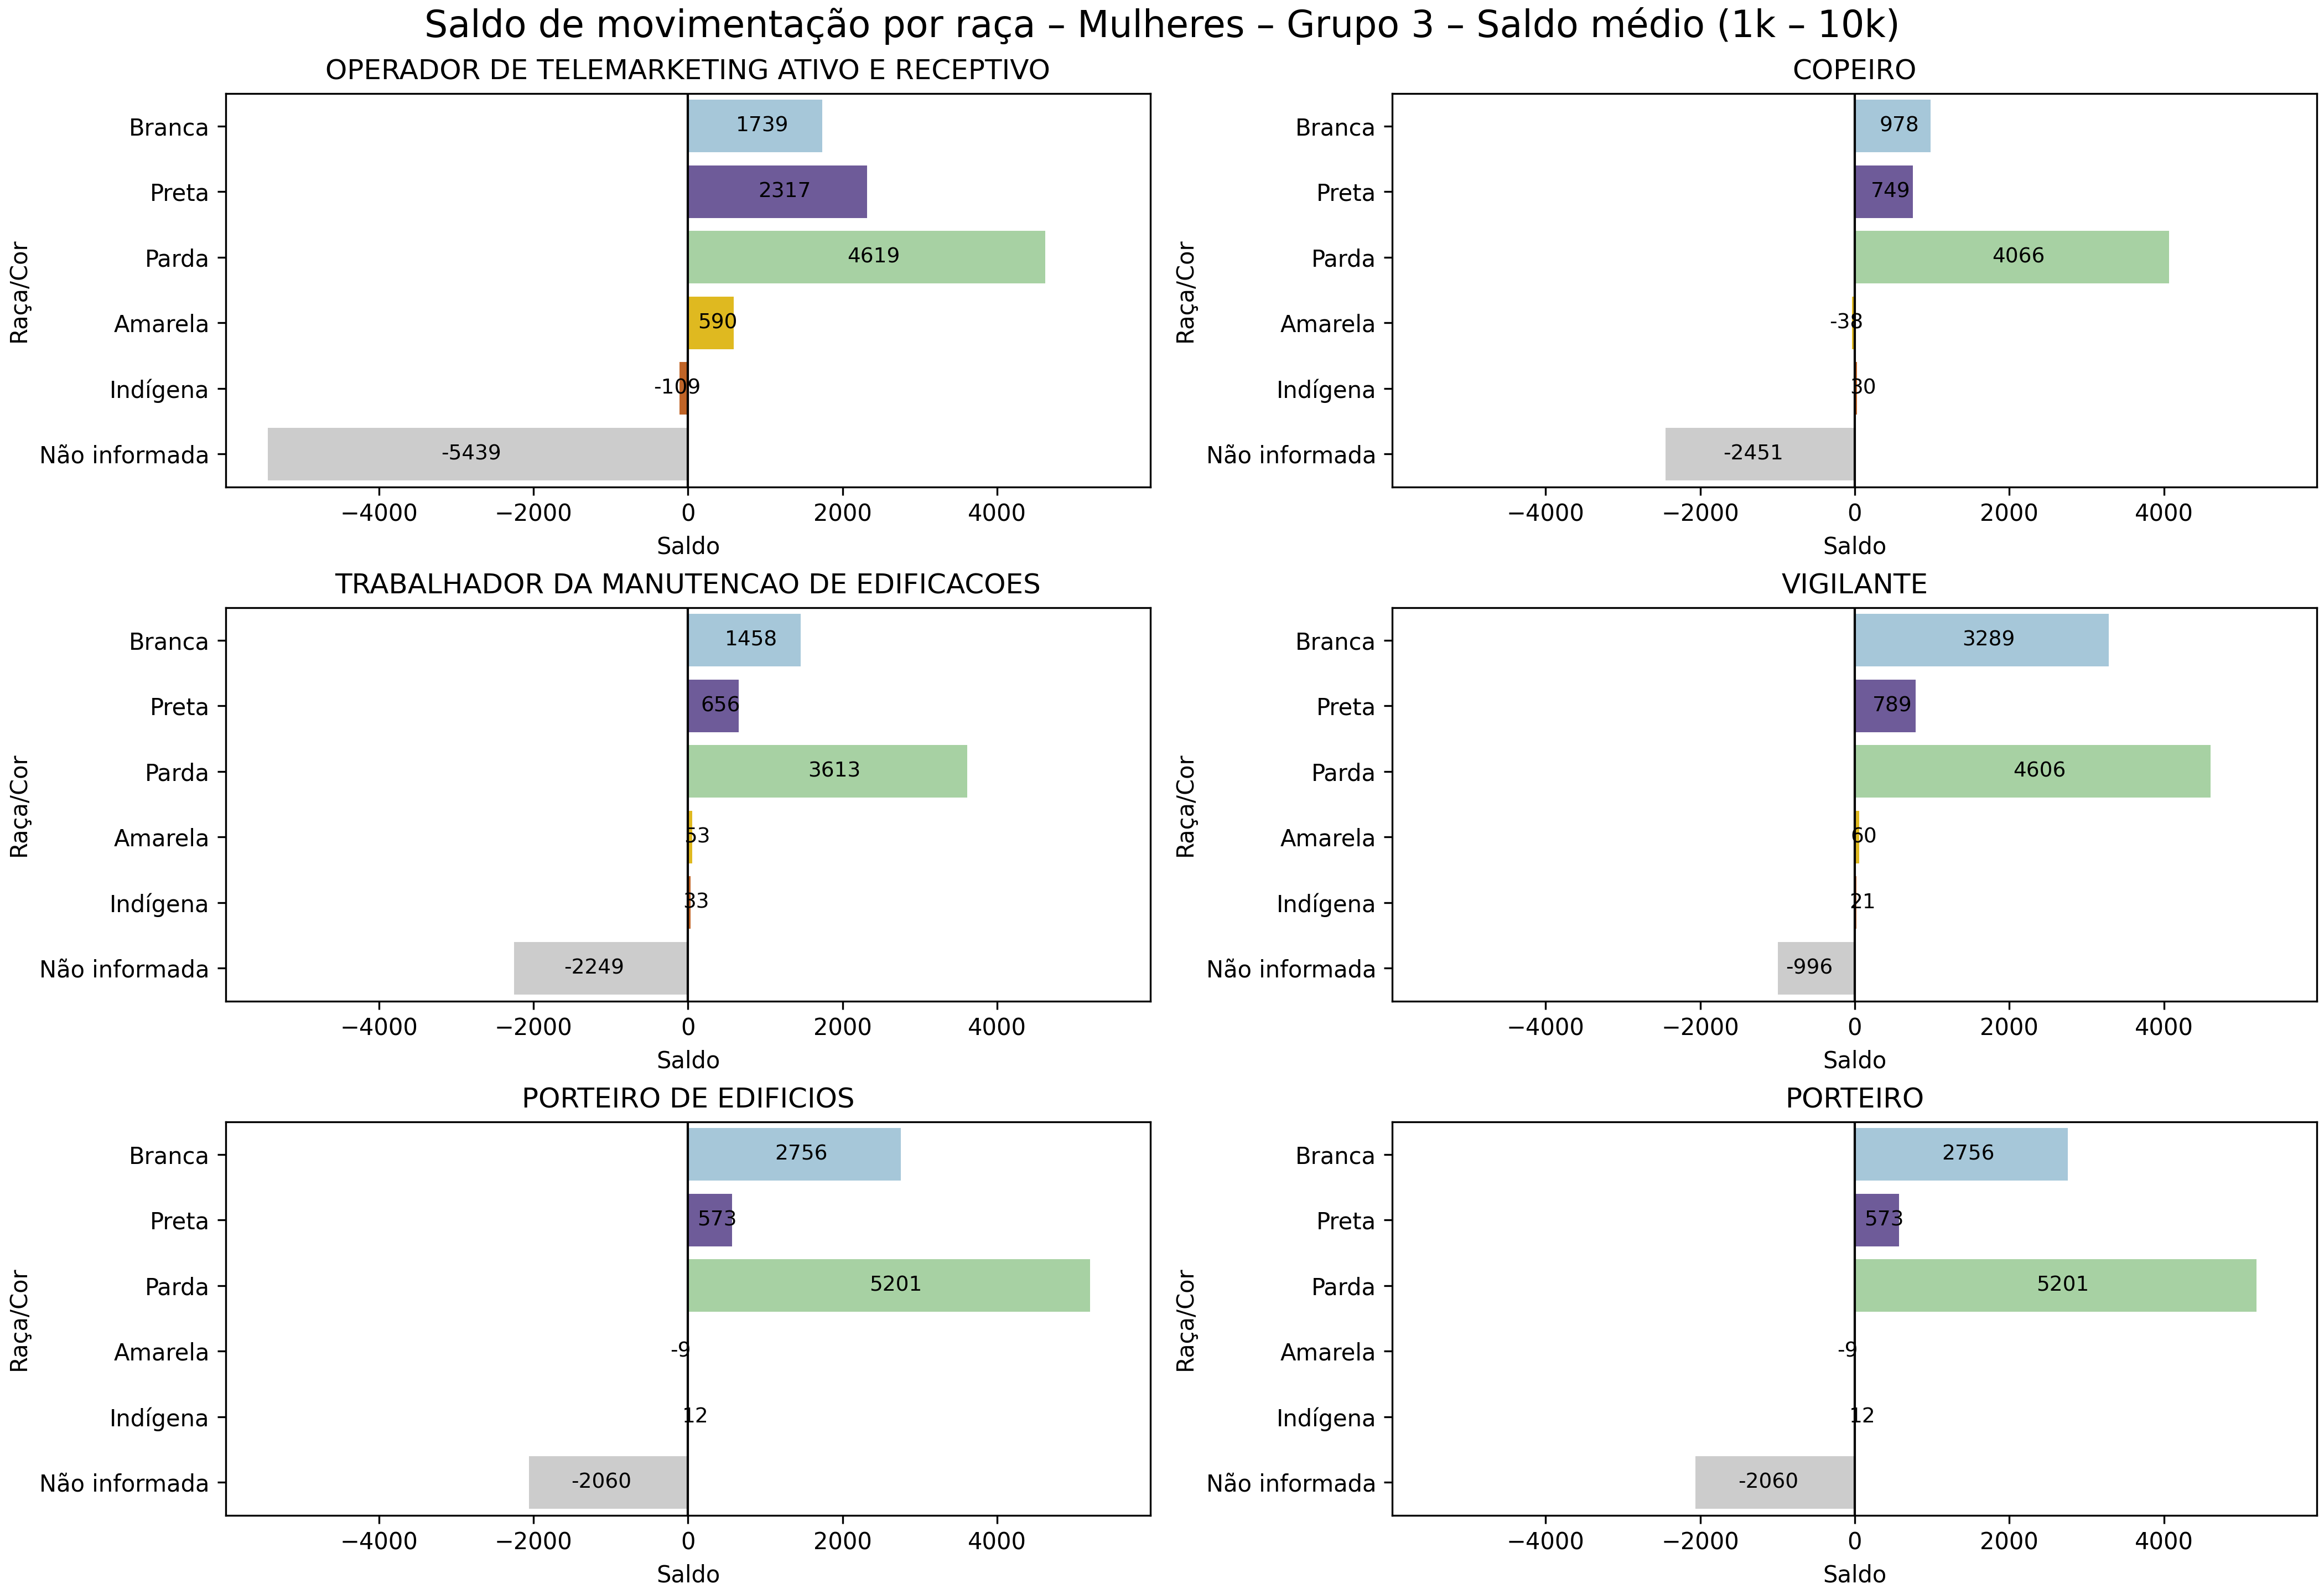 Saldo de movimentação por raça – Mulheres – Grupo 3 – Saldo médio (1k – 10k)
OPERADOR DE TELEMARKETING ATIVO E RECEPTIVO
Raça/Cor
Branca
1739
Preta
2317
Parda
4619
Amarela
590
Indígena
-109
Não informada
-5439
−4000 −2000 0 2000 4000
Saldo
COPEIRO
Raça/Cor
Branca
978
Preta
749
Parda
4066
Amarela
-38
Indígena
30
Não informada
-2451
−4000 −2000 0 2000 4000
Saldo
TRABALHADOR DA MANUTENCAO DE EDIFICACOES
Raça/Cor
Branca
1458
Preta
656
Parda
3613
Amarela
53
Indígena
33
Não informada
-2249
−4000 −2000 0 2000 4000
Saldo
VIGILANTE
Raça/Cor
Branca
3289
Preta
789
Parda
4606
Amarela
60
Indígena
21
Não informada
-996
−4000 −2000 0 2000 4000
Saldo
PORTEIRO DE EDIFICIOS
Raça/Cor
Branca
2756
Preta
573
Parda
5201
Amarela
-9
Indígena
12
Não informada
-2060
−4000 −2000 0 2000 4000
Saldo
PORTEIRO
Raça/Cor
Branca
2756
Preta
573
Parda
5201
Amarela
-9
Indígena
12
Não informada
-2060
−4000 −2000 0 2000 4000
Saldo